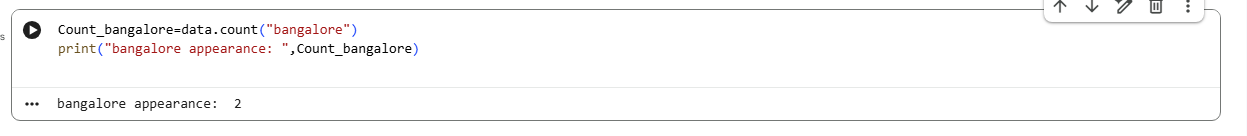 Count_bangalore=data.count("bangalore")
print("bangalore appearance: ",Count_bangalore)
s
bangalore appearance:  2